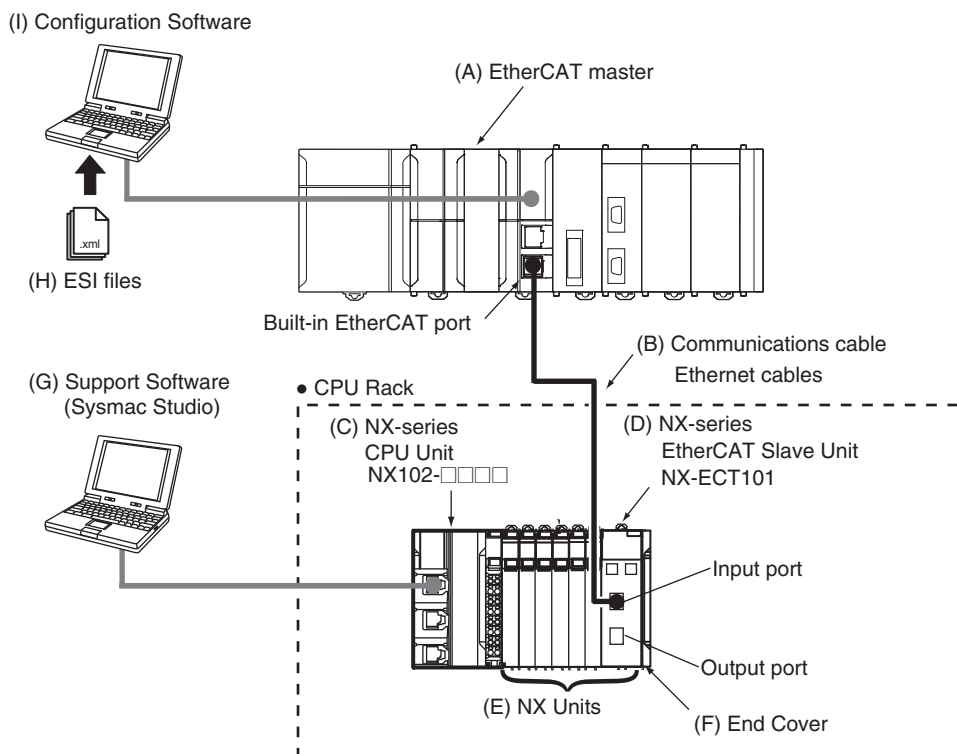 (I) Configuration Software
(A) EtherCAT master
.xml
(H) ESI files
Built-in EtherCAT port
(B) Communications cable
Ethernet cables
(G) Support Software
(Sysmac Studio)
● CPU Rack
(C) NX-series
CPU Unit
NX102-□□□□
(D) NX-series
EtherCAT Slave Unit
NX-ECT101
Input port
Output port
(E) NX Units
(F) End Cover